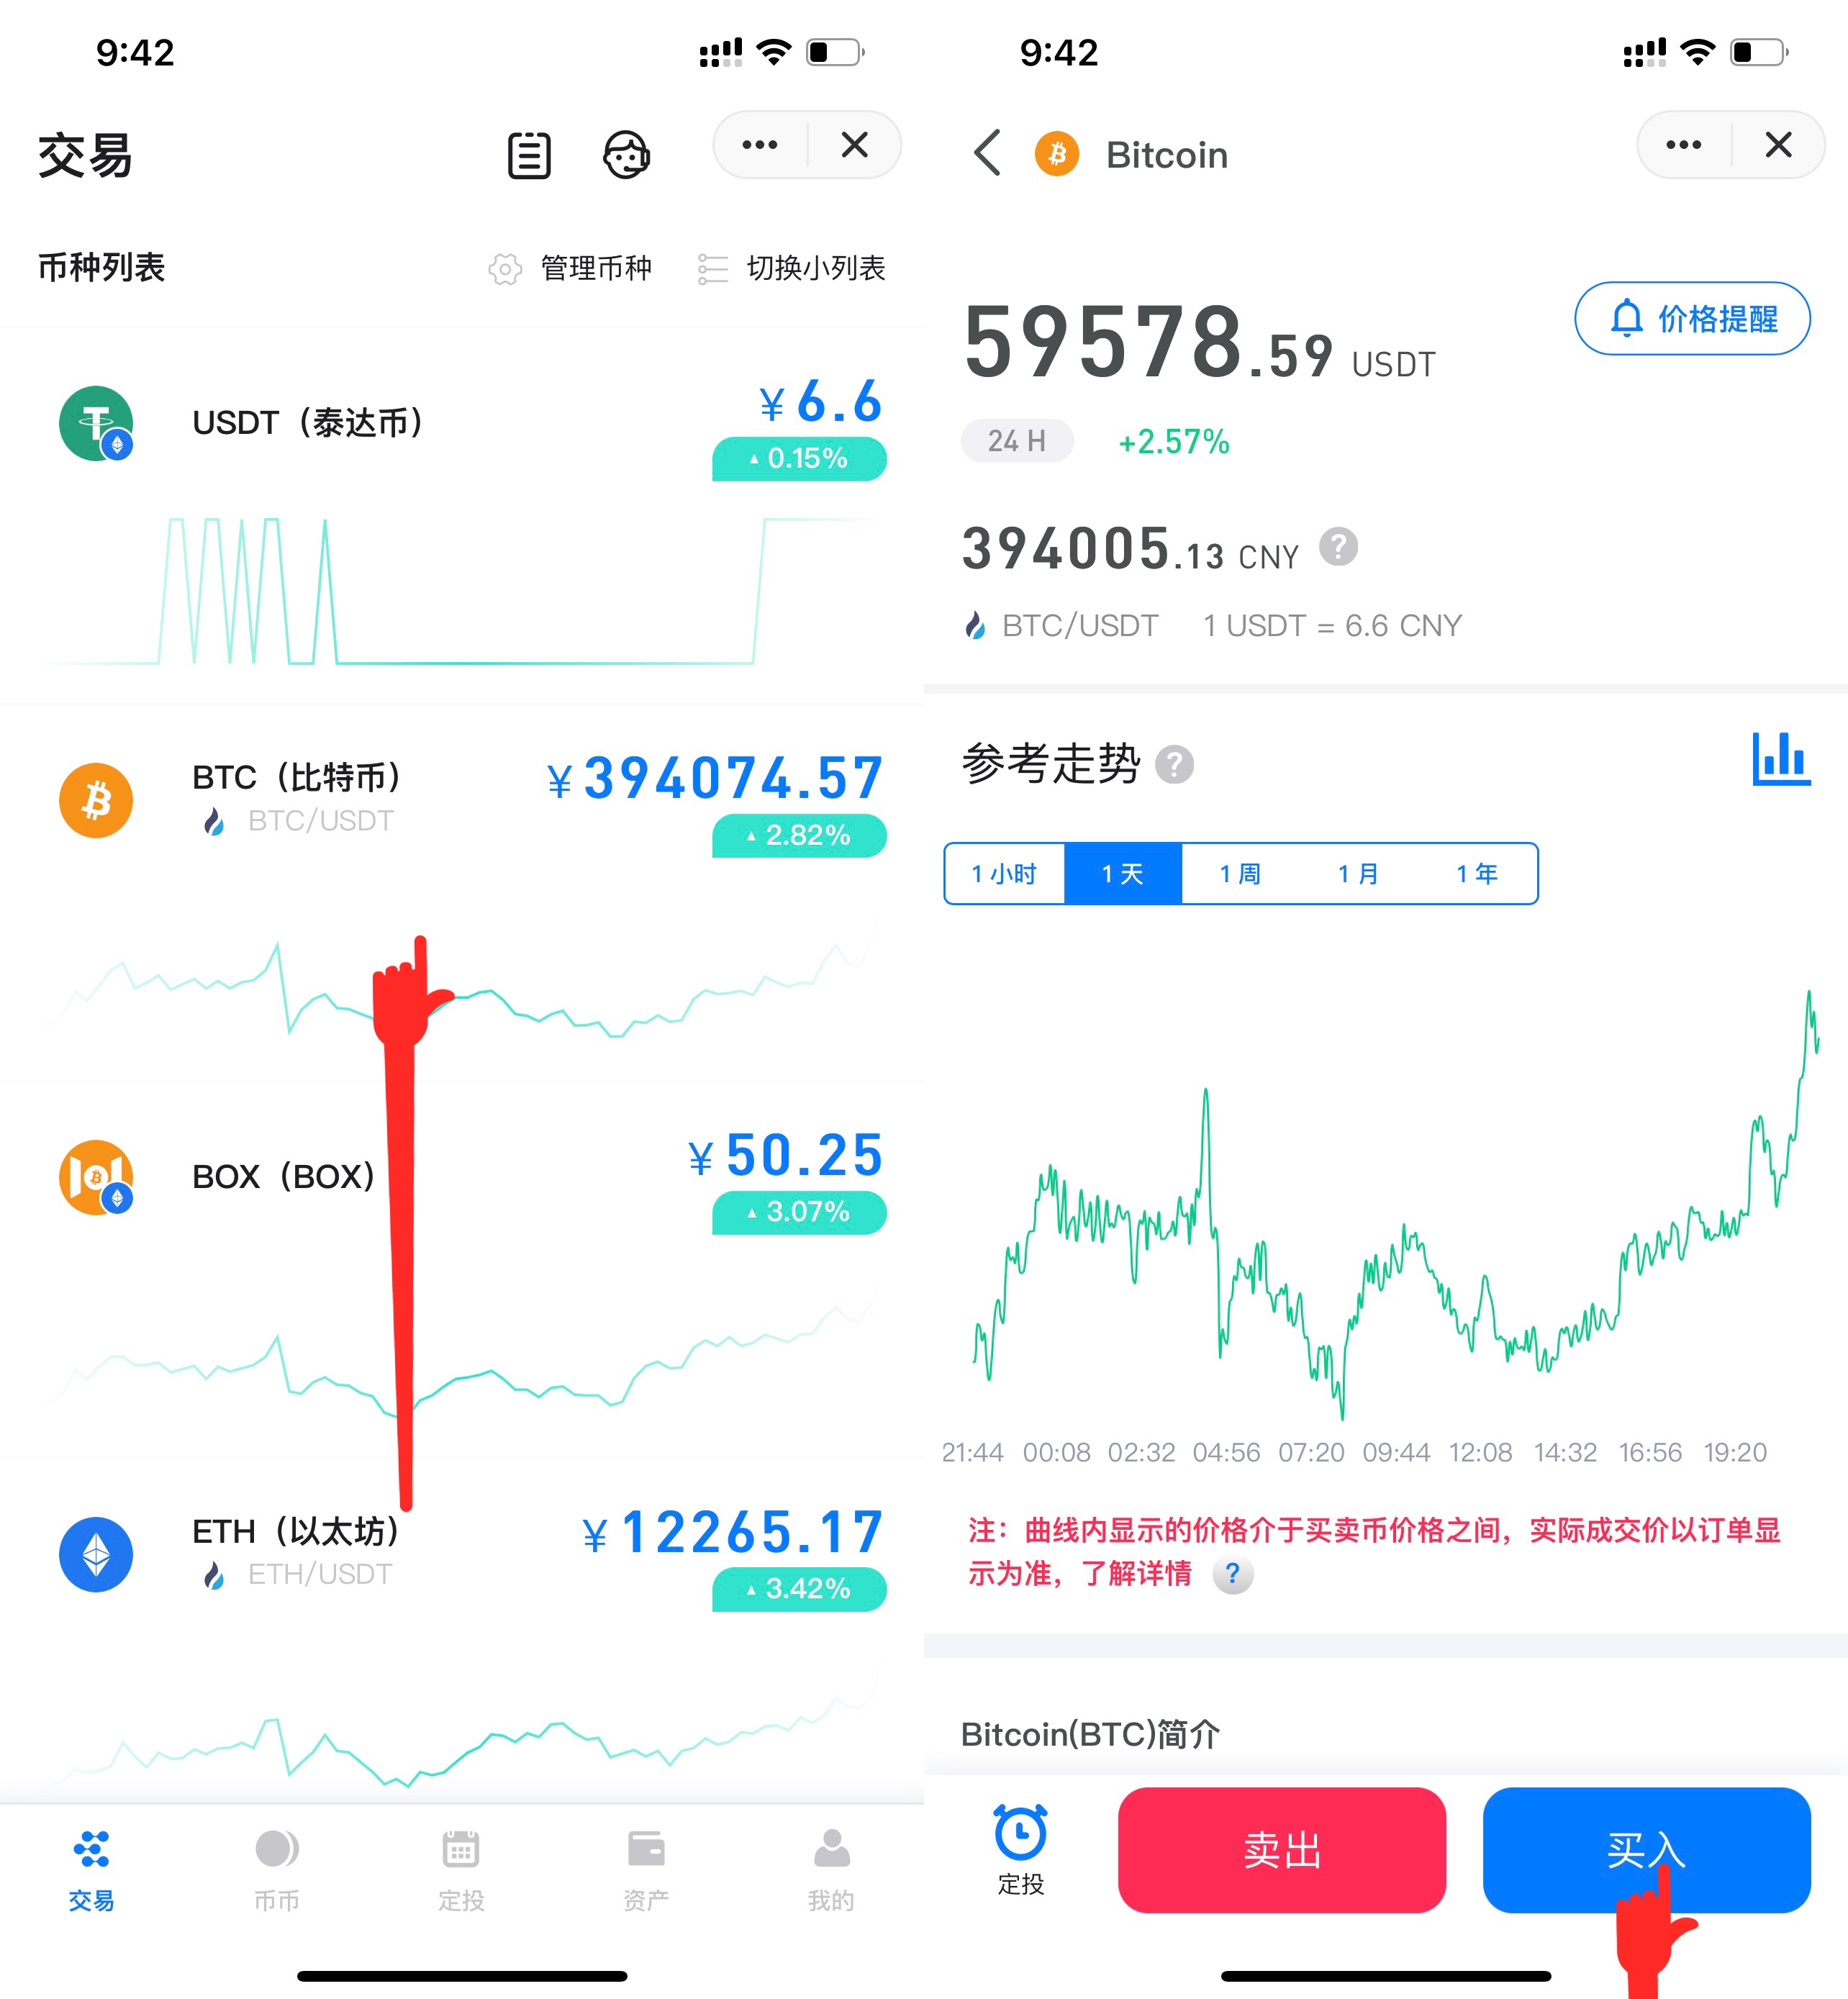 9:42
交易
币种列表
管理币种
切换小列表
USDT（泰达币）
¥ 6.6
▲ 0.15%
BTC（比特币）
¥ 394074.57
BTC/USDT
▲ 2.82%
BOX（BOX）
¥ 50.25
▲ 3.07%
ETH（以太坊）
¥ 12265.17
ETH/USDT
▲ 3.42%
交易
币币
定投
资产
我的
9:42
Bitcoin
59578.59 USDT
价格提醒
24 H
+2.57%
394005.13 CNY ?
BTC/USDT 1 USDT = 6.6 CNY
参考走势 ?
1 小时
1 天
1 周
1 月
1 年
21:44 00:08 02:32 04:56 07:20 09:44 12:08 14:32 16:56 19:20
注：曲线内显示的价格介于买卖币价格之间，实际成交价以订单显
示为准，了解详情 ?
Bitcoin(BTC)简介
定投
卖出
买入